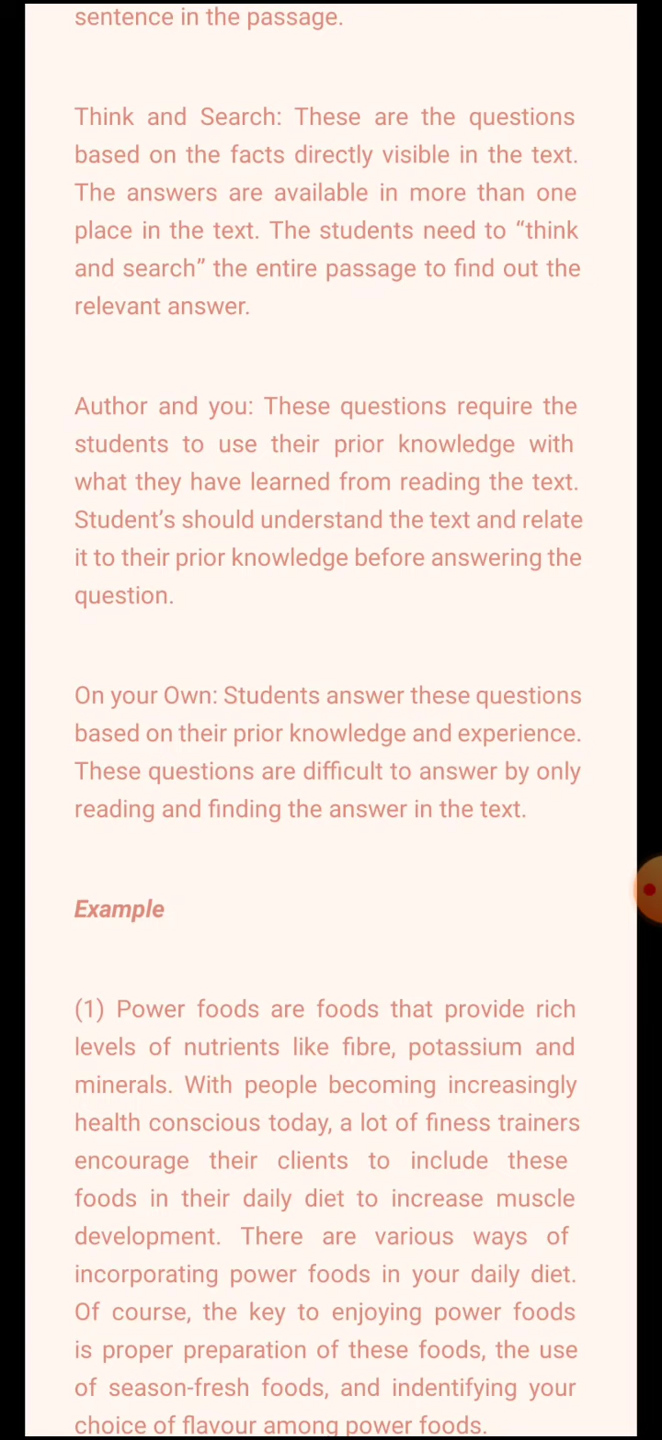 sentence in the passage.
Think and Search: These are the questions
based on the facts directly visible in the text.
The answers are available in more than one
place in the text. The students need to “think
and search” the entire passage to find out the
relevant answer.
Author and you: These questions require the
students to use their prior knowledge with
what they have learned from reading the text.
Student’s should understand the text and relate
it to their prior knowledge before answering the
question.
On your Own: Students answer these questions
based on their prior knowledge and experience.
These questions are difficult to answer by only
reading and finding the answer in the text.
Example
(1) Power foods are foods that provide rich
levels of nutrients like fibre, potassium and
minerals. With people becoming increasingly
health conscious today, a lot of finess trainers
encourage their clients to include these
foods in their daily diet to increase muscle
development. There are various ways of
incorporating power foods in your daily diet.
Of course, the key to enjoying power foods
is proper preparation of these foods, the use
of season-fresh foods, and indentifying your
choice of flavour among power foods.